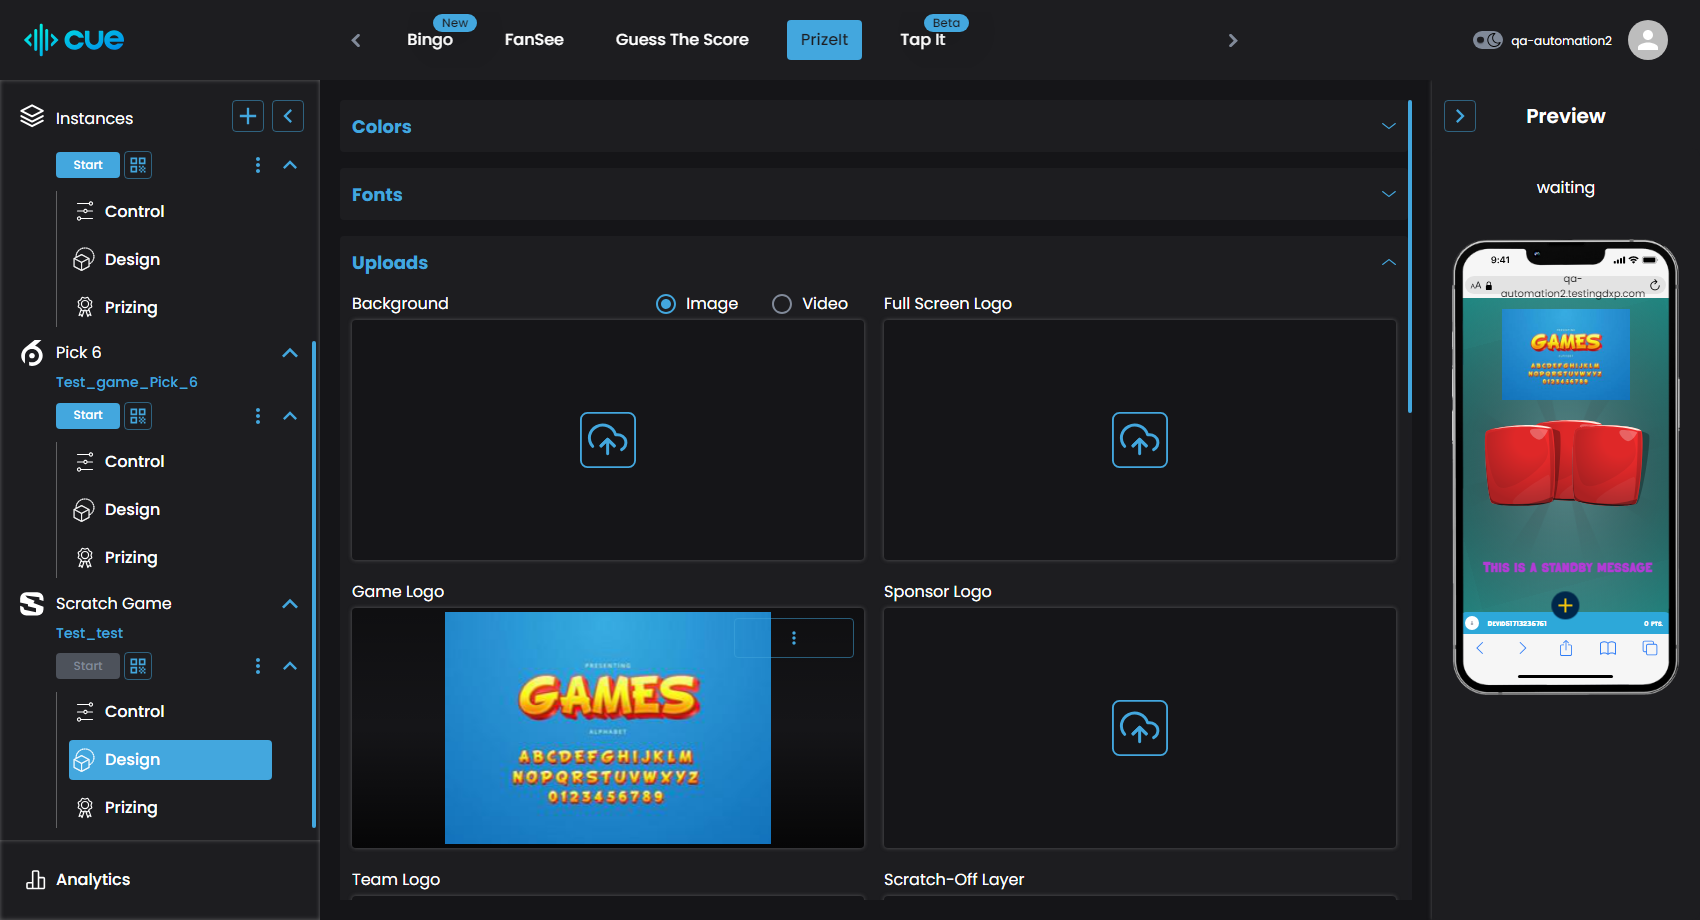 cue
Bingo
New
FanSee
Guess The Score
PrizeIt
Tap It
Beta
qa-automation2
Instances
Start
Control
Design
Prizing
Pick 6
Test_game_Pick_6
Start
Control
Design
Prizing
Scratch Game
Test_test
Start
Control
Design
Prizing
Analytics
Colors
Fonts
Uploads
Background
Image
Video
Full Screen Logo
Game Logo
PRESENTING
GAMES
ALPHABET
ABCDEFGHIJKLM
NOPQRSTUVWXYZ
0123456789
Sponsor Logo
Team Logo
Scratch-Off Layer
Preview
waiting
9:41
AA
qa-
automation2.testingdxp.com
GAMES
ABCDEFGHIJKLM
NOPQRSTUVWXYZ
0123456789
This is a standby message
0 PTS.